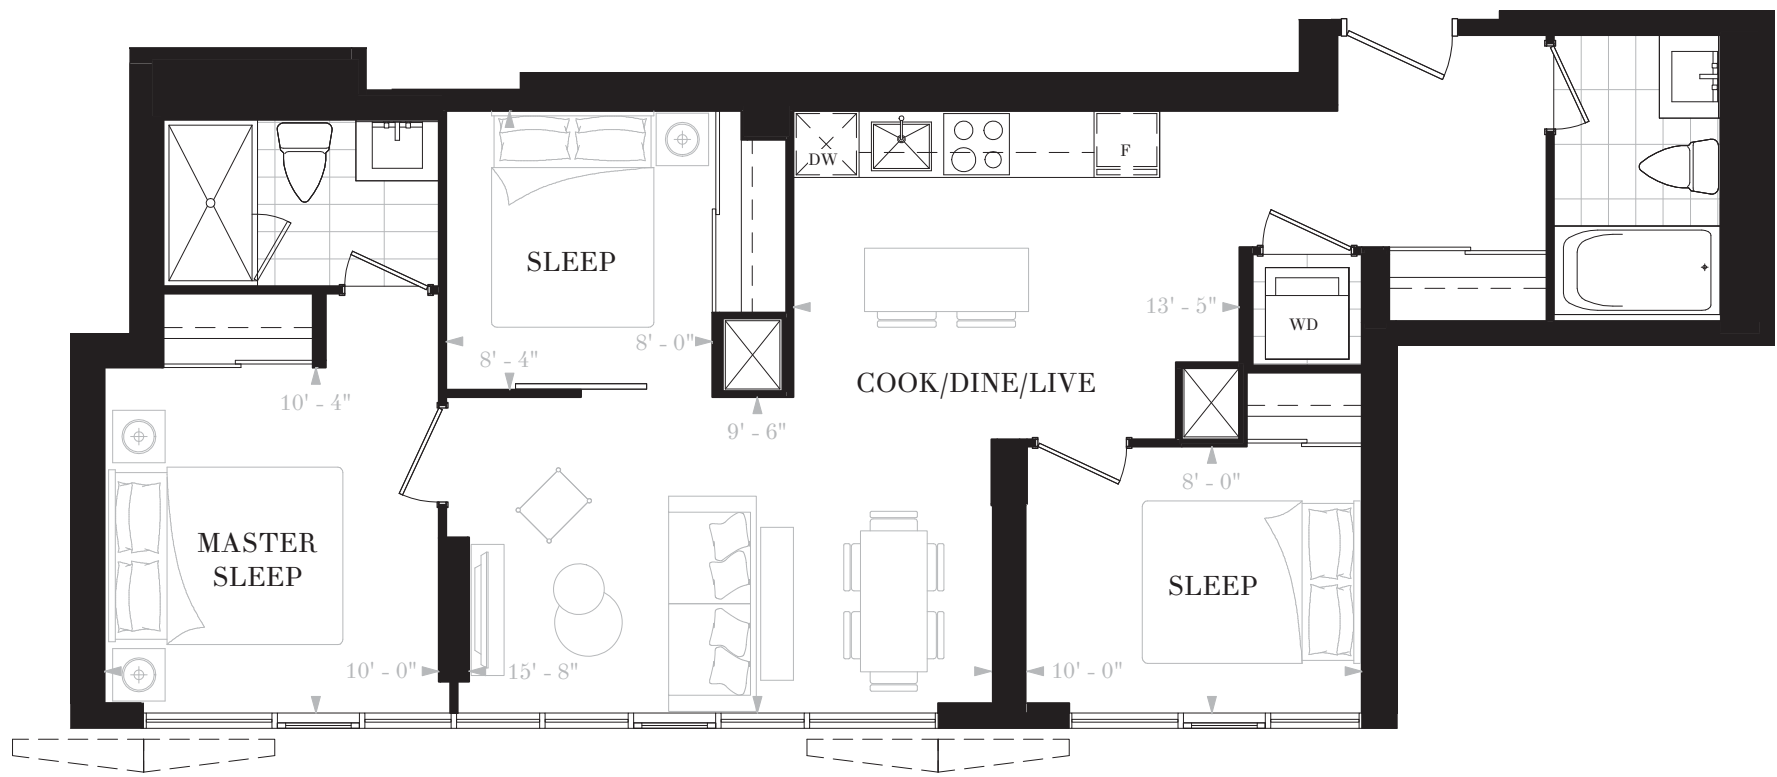 DW
F
SLEEP
13' - 5"
WD
8' - 0"
8' - 4"
COOK/DINE/LIVE
10' - 4"
9' - 6"
8' - 0"
MASTER
SLEEP
SLEEP
10' - 0"
15' - 8"
10' - 0"